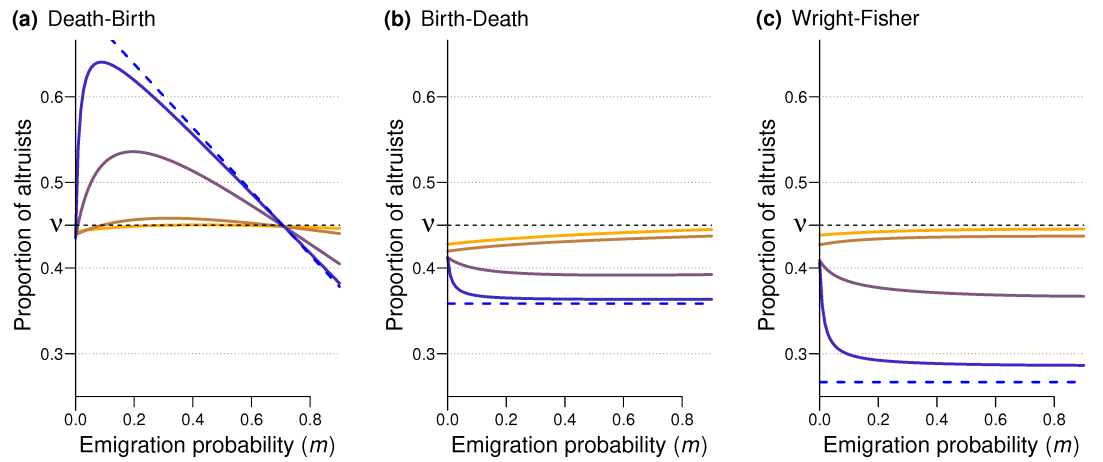 (a) Death-Birth
0.6
0.5
ν
0.4
0.3
0.0 0.2 0.4 0.6 0.8
Emigration probability (m)
Proportion of altruists
(b) Birth-Death
0.6
0.5
ν
0.4
0.3
0.0 0.2 0.4 0.6 0.8
Emigration probability (m)
Proportion of altruists
(c) Wright-Fisher
0.6
0.5
ν
0.4
0.3
0.0 0.2 0.4 0.6 0.8
Emigration probability (m)
Proportion of altruists